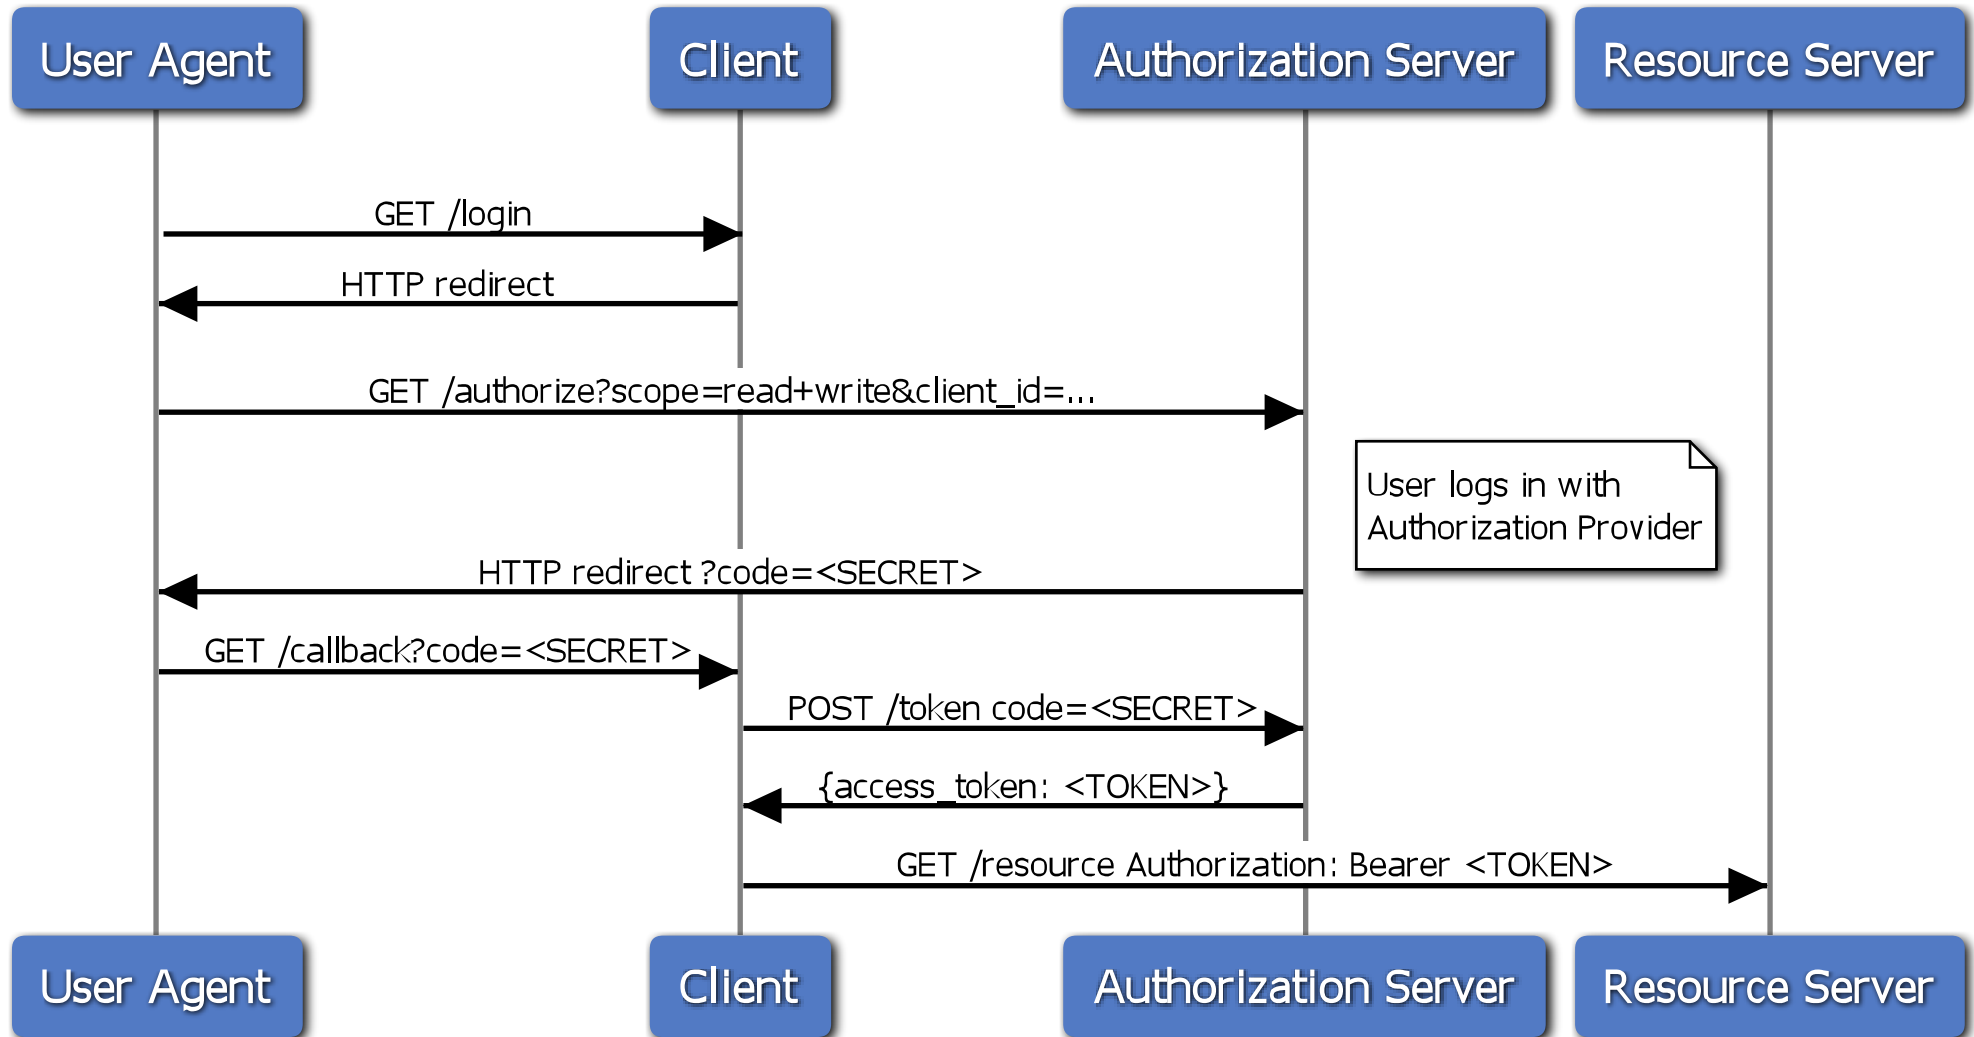 User Agent
Client
Authorization Server
Resource Server
GET /login
HTTP redirect
GET /authorize?scope=read+write&client_id=...
User logs in with
Authorization Provider
HTTP redirect ?code=<SECRET>
GET /callback?code=<SECRET>
POST /token code=<SECRET>
{access_token: <TOKEN>}
GET /resource Authorization: Bearer <TOKEN>
User Agent
Client
Authorization Server
Resource Server